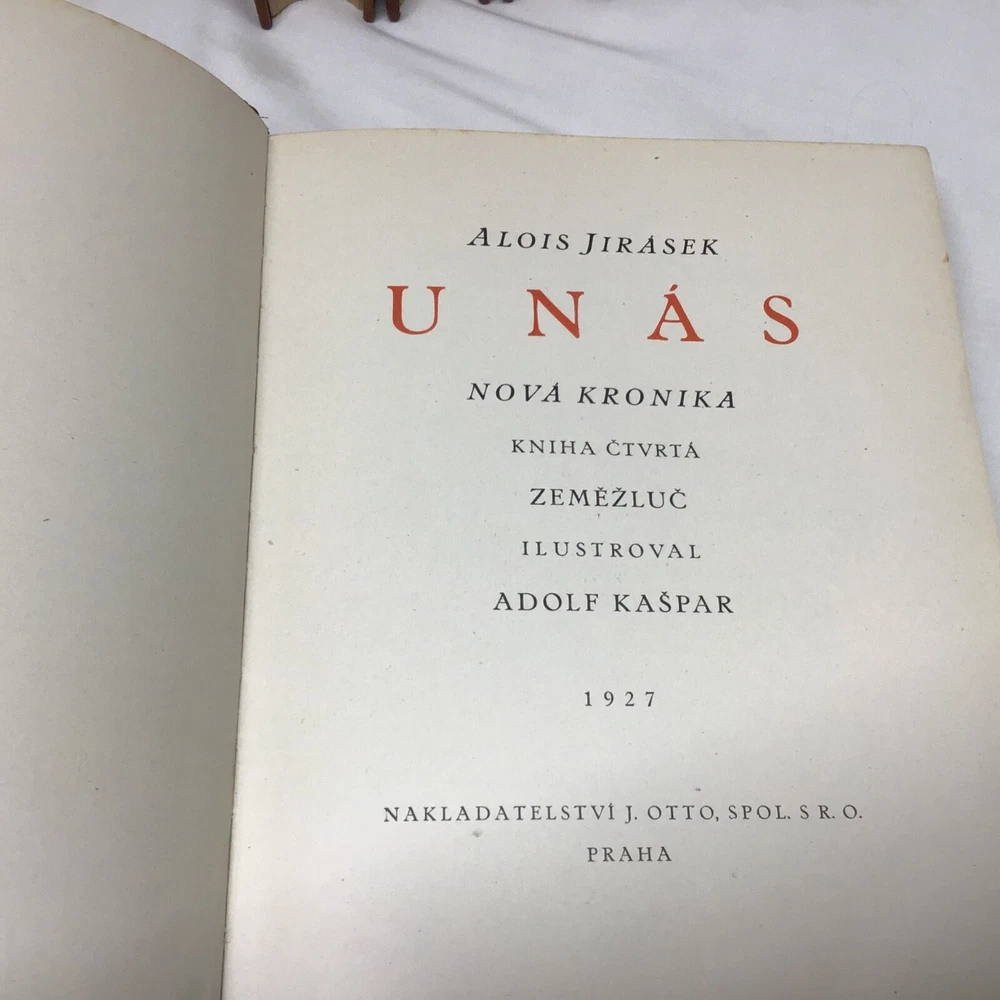 ALOIS JIRÁSEK
U NÁS
NOVÁ KRONIKA
KNIHA ČTVRTÁ
ZEMĚŽLUČ
ILUSTROVAL
ADOLF KAŠPAR
1927
NAKLADATELSTVÍ J. OTTO, SPOL. S R. O.
PRAHA